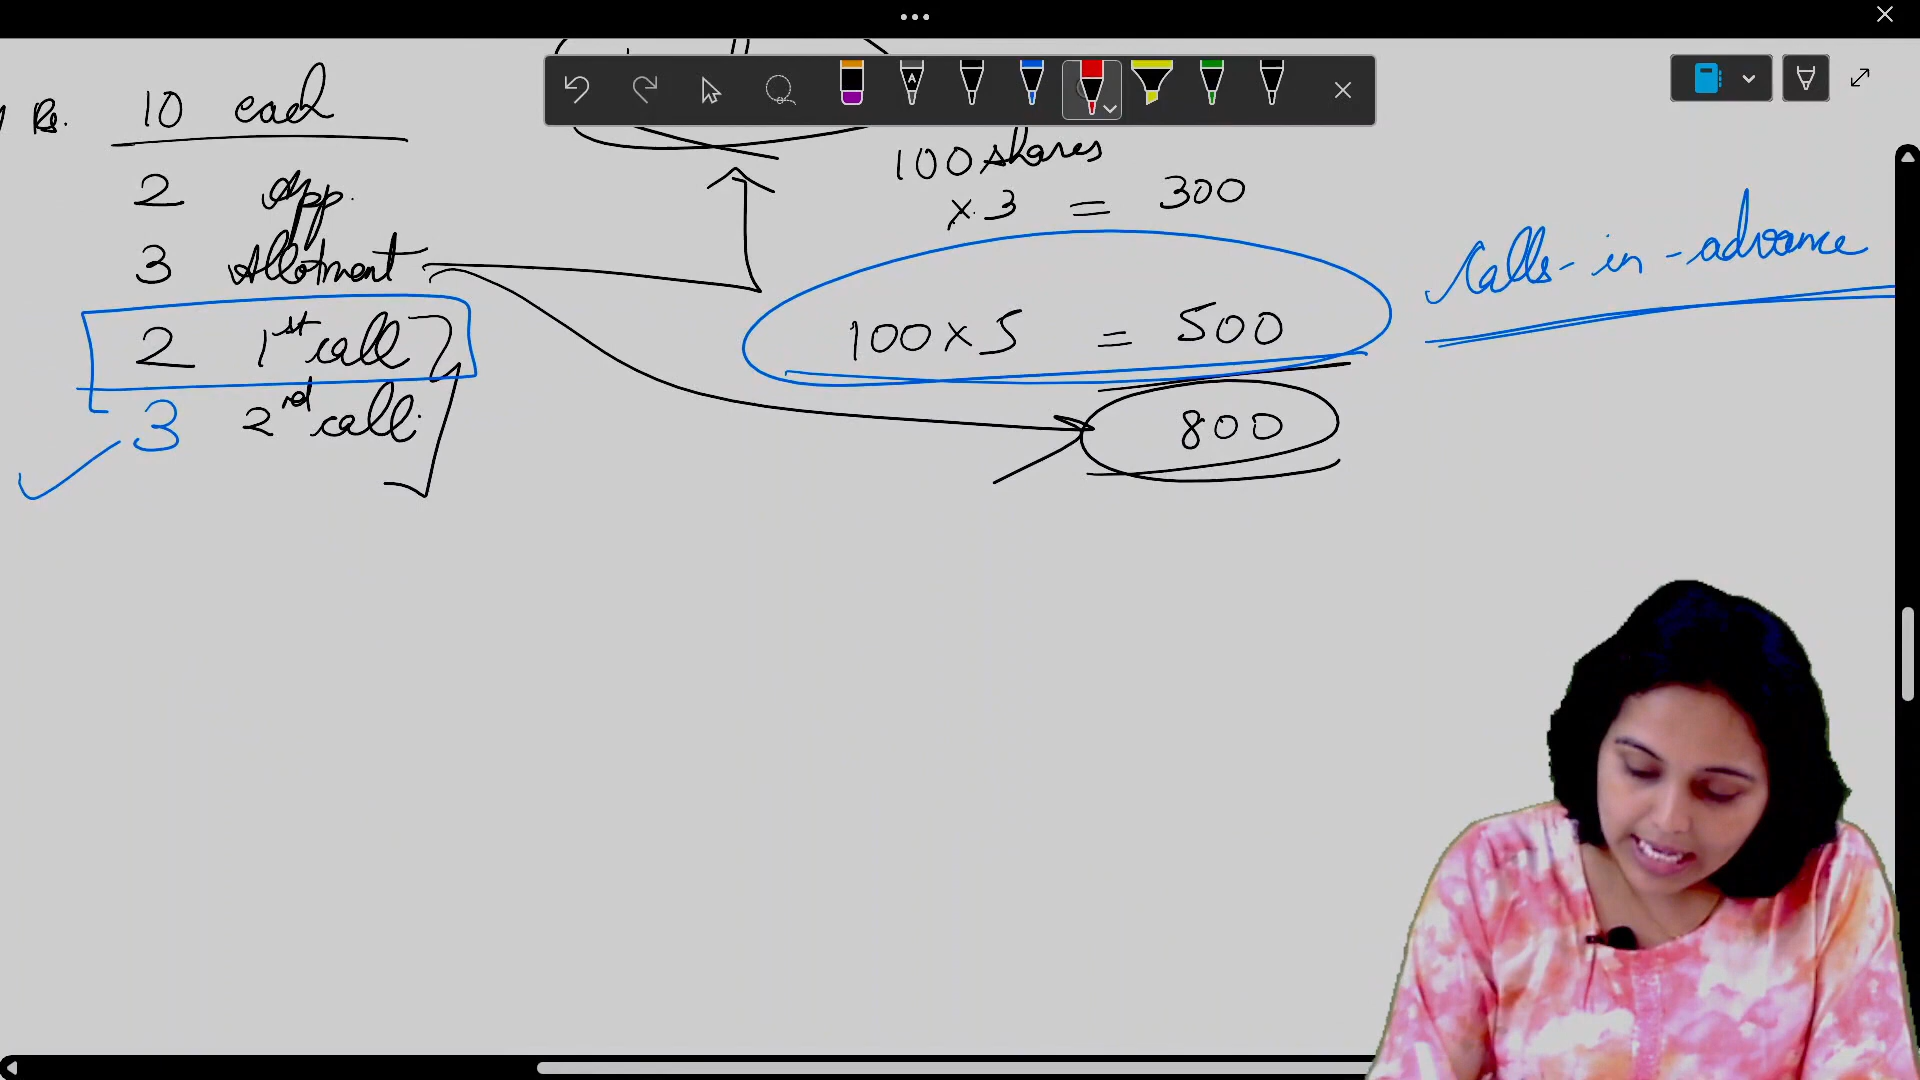 Rs. 10 each
2 App.
3 Allotment
2 1st call
3 2nd call.
100 shares
x 3 = 300
100 x 5 = 500
800
Calls-in-advance